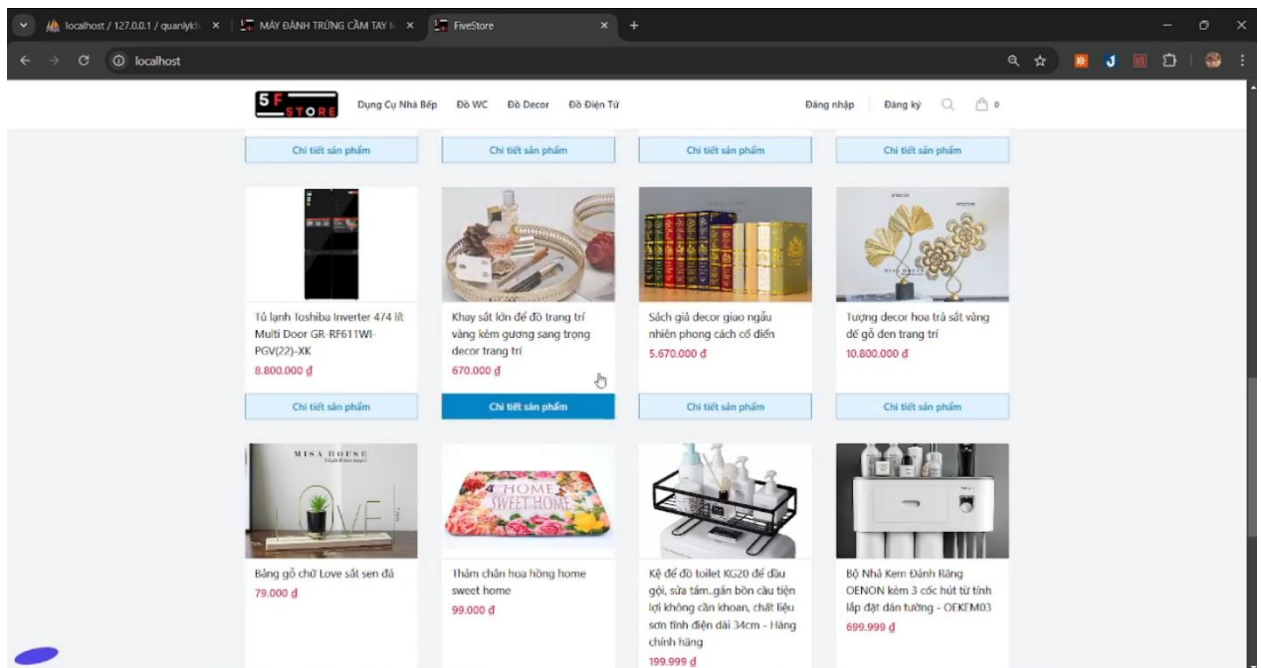 localhost / 127.0.0.1 / quanlykh
MÁY ĐÁNH TRỨNG CẦM TAY
FiveStore
localhost
5 F
STORE
Dụng Cụ Nhà Bếp
Đồ WC
Đồ Decor
Đồ Điện Tử
Đăng nhập
Đăng ký
0
Chi tiết sản phẩm
Chi tiết sản phẩm
Chi tiết sản phẩm
Chi tiết sản phẩm
Tủ lạnh Toshiba Inverter 474 lít
Multi Door GR-RF611WI-
PGV(22)-XK
8.800.000 ₫
Khay sắt lớn để đồ trang trí
vàng kèm gương sang trọng
decor trang trí
670.000 ₫
Sách giả decor giao ngẫu
nhiên phong cách cổ điển
5.670.000 ₫
MISA HOUSE
Tượng decor hoa trà sắt vàng
đế gỗ đen trang trí
10.800.000 ₫
Chi tiết sản phẩm
Chi tiết sản phẩm
Chi tiết sản phẩm
Chi tiết sản phẩm
MISA HOUSE
LOVE
Bảng gỗ chữ Love sắt sen đá
79.000 ₫
HOME
SWEET HOME
Thảm chân hoa hồng home
sweet home
99.000 ₫
Kệ để đồ toilet KG20 để dầu
gội, sữa tắm..gắn bồn cầu tiện
lợi không cần khoan, chất liệu
sơn tĩnh điện dài 34cm - Hàng
chính hãng
199.999 ₫
Bộ Nhả Kem Đánh Răng
OENON kèm 3 cốc hút từ tính
lắp đặt dán tường - OEKEM03
699.999 ₫